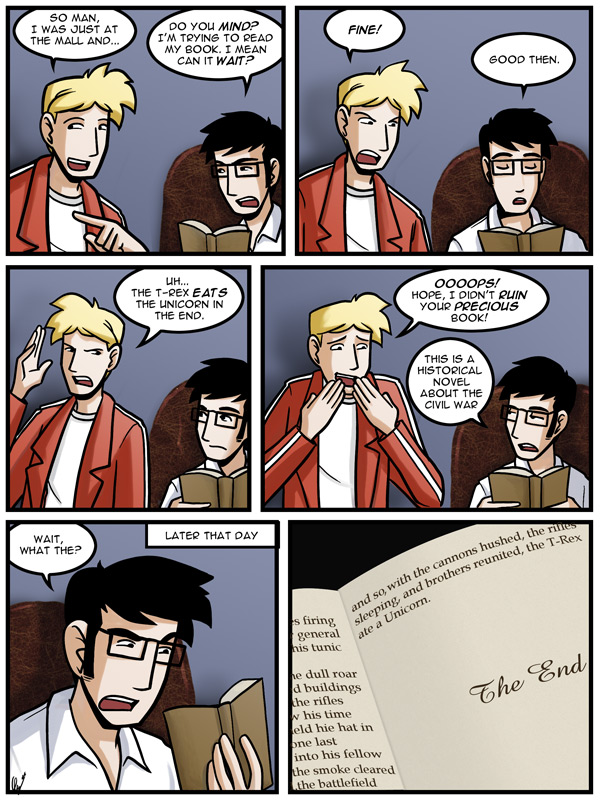 SO MAN,
I WAS JUST AT
THE MALL AND...
DO YOU MIND?
I'M TRYING TO READ
MY BOOK. I MEAN
CAN IT WAIT?
FINE!
GOOD THEN.
UH...
THE T-REX EATS
THE UNICORN IN
THE END.
OOOOPS!
HOPE, I DIDN'T RUIN
YOUR PRECIOUS
BOOK!
THIS IS A
HISTORICAL
NOVEL
ABOUT THE
CIVIL WAR
WAIT,
WHAT THE?
LATER THAT DAY
firing
general
his tunic
dull roar
buildings
the rifles
his time
hie hat in
one last
into his fellow
the smoke cleared
the battlefield
and so, with the cannons hushed, the rifles
sleeping, and brothers reunited, the T-Rex
ate a Unicorn.
The End